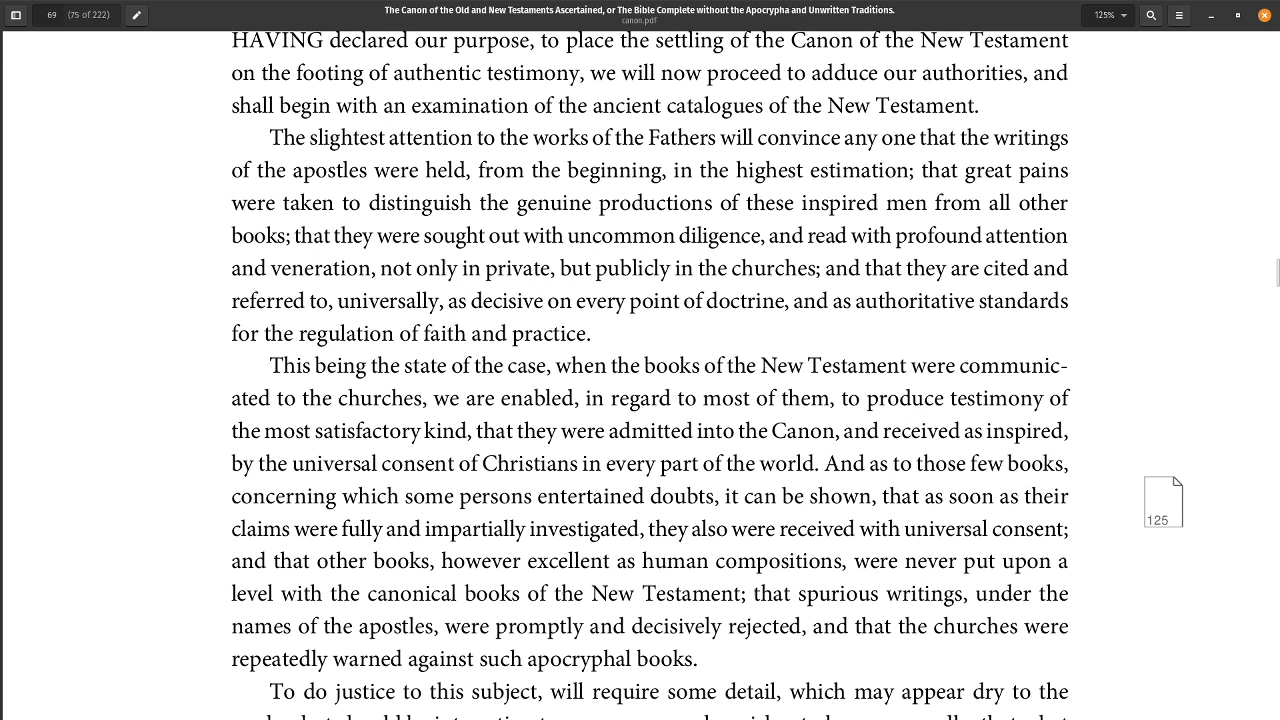 69 (75 of 222)
The Canon of the Old and New Testaments Ascertained, or The Bible Complete without the Apocrypha and Unwritten Traditions.
canon.pdf
125%
HAVING declared our purpose, to place the settling of the Canon of the New Testament
on the footing of authentic testimony, we will now proceed to adduce our authorities, and
shall begin with an examination of the ancient catalogues of the New Testament.
The slightest attention to the works of the Fathers will convince any one that the writings
of the apostles were held, from the beginning, in the highest estimation; that great pains
were taken to distinguish the genuine productions of these inspired men from all other
books; that they were sought out with uncommon diligence, and read with profound attention
and veneration, not only in private, but publicly in the churches; and that they are cited and
referred to, universally, as decisive on every point of doctrine, and as authoritative standards
for the regulation of faith and practice.
This being the state of the case, when the books of the New Testament were communic-
ated to the churches, we are enabled, in regard to most of them, to produce testimony of
the most satisfactory kind, that they were admitted into the Canon, and received as inspired,
by the universal consent of Christians in every part of the world. And as to those few books,
concerning which some persons entertained doubts, it can be shown, that as soon as their
claims were fully and impartially investigated, they also were received with universal consent;
and that other books, however excellent as human compositions, were never put upon a
level with the canonical books of the New Testament; that spurious writings, under the
names of the apostles, were promptly and decisively rejected, and that the churches were
repeatedly warned against such apocryphal books.
To do justice to this subject, will require some detail, which may appear dry to the
125